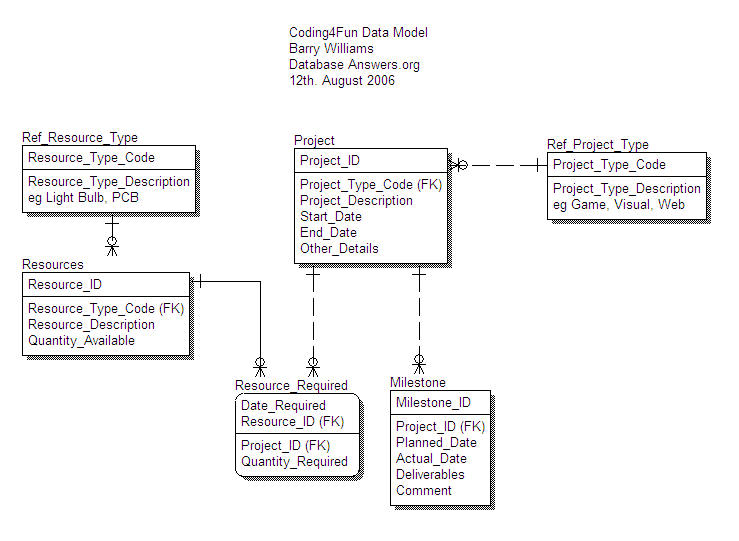 Coding4Fun Data Model
Barry Williams
Database Answers.org
12th. August 2006
Ref_Resource_Type
Resource_Type_Code
Resource_Type_Description
eg Light Bulb, PCB
Project
Project_ID
Project_Type_Code (FK)
Project_Description
Start_Date
End_Date
Other_Details
Ref_Project_Type
Project_Type_Code
Project_Type_Description
eg Game, Visual, Web
Resources
Resource_ID
Resource_Type_Code (FK)
Resource_Description
Quantity_Available
Resource_Required
Date_Required
Resource_ID (FK)
Project_ID (FK)
Quantity_Required
Milestone
Milestone_ID
Project_ID (FK)
Planned_Date
Actual_Date
Deliverables
Comment